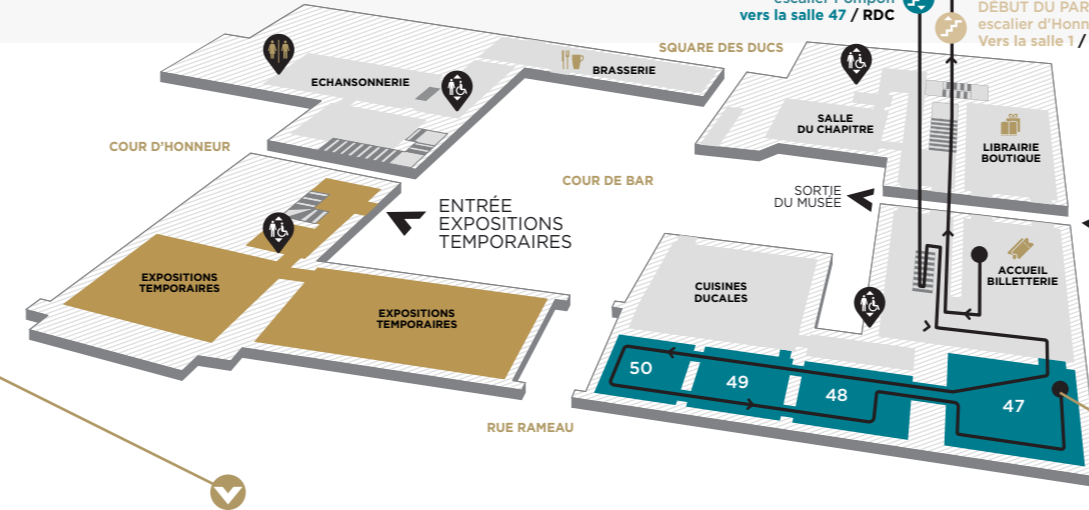 escalier Pompon
vers la salle 47 / RDC
DÉBUT DU PAR
escalier d'Honn
Vers la salle 1 /
SQUARE DES DUCS
ECHANSONNERIE
BRASSERIE
SALLE
DU CHAPITRE
LIBRAIRIE
BOUTIQUE
COUR D'HONNEUR
COUR DE BAR
SORTIE
DU MUSÉE
ENTRÉE
EXPOSITIONS
TEMPORAIRES
EXPOSITIONS
TEMPORAIRES
EXPOSITIONS
TEMPORAIRES
CUISINES
DUCALES
ACCUEIL
BILLETTERIE
50
49
48
47
RUE RAMEAU